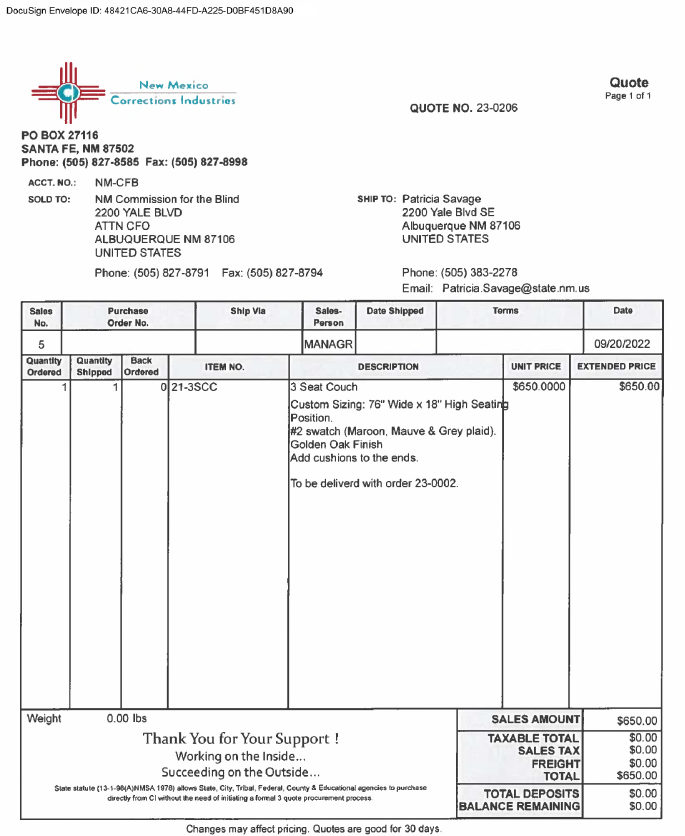 DocuSign Envelope ID: 48421CA6-30A8-44FD-A225-D0BF451D8A90
New Mexico
Corrections Industries
CI
Quote
Page 1 of 1
QUOTE NO. 23-0206
PO BOX 27116
SANTA FE, NM 87502
Phone: (505) 827-8585 Fax: (505) 827-8998
ACCT. NO.: NM-CFB
SOLD TO: NM Commission for the Blind
2200 YALE BLVD
ATTN CFO
ALBUQUERQUE NM 87106
UNITED STATES
Phone: (505) 827-8791 Fax: (505) 827-8794
SHIP TO: Patricia Savage
2200 Yale Blvd SE
Albuquerque NM 87106
UNITED STATES
Phone: (505) 383-2278
Email: Patricia.Savage@state.nm.us
Sales No. Purchase Order No. Ship Via Sales-Person Date Shipped Terms Date
5 MANAGR 09/20/2022
Quantity Ordered Quantity Shipped Back Ordered ITEM NO. DESCRIPTION UNIT PRICE EXTENDED PRICE
1 1 0 21-3SCC 3 Seat Couch $650.0000 $650.00
Custom Sizing: 76" Wide x 18" High Seating
Position.
#2 swatch (Maroon, Mauve & Grey plaid).
Golden Oak Finish
Add cushions to the ends.
To be deliverd with order 23-0002.
Weight 0.00 lbs
Thank You for Your Support !
Working on the Inside...
Succeeding on the Outside...
State statute (13-1-98(A)NMSA 1978) allows State, City, Tribal, Federal, County & Educational agencies to purchase
directly from CI without the need of initiating a formal 3 quote procurement process.
SALES AMOUNT $650.00
TAXABLE TOTAL $0.00
SALES TAX $0.00
FREIGHT $0.00
TOTAL $650.00
TOTAL DEPOSITS $0.00
BALANCE REMAINING $0.00
Changes may affect pricing. Quotes are good for 30 days.